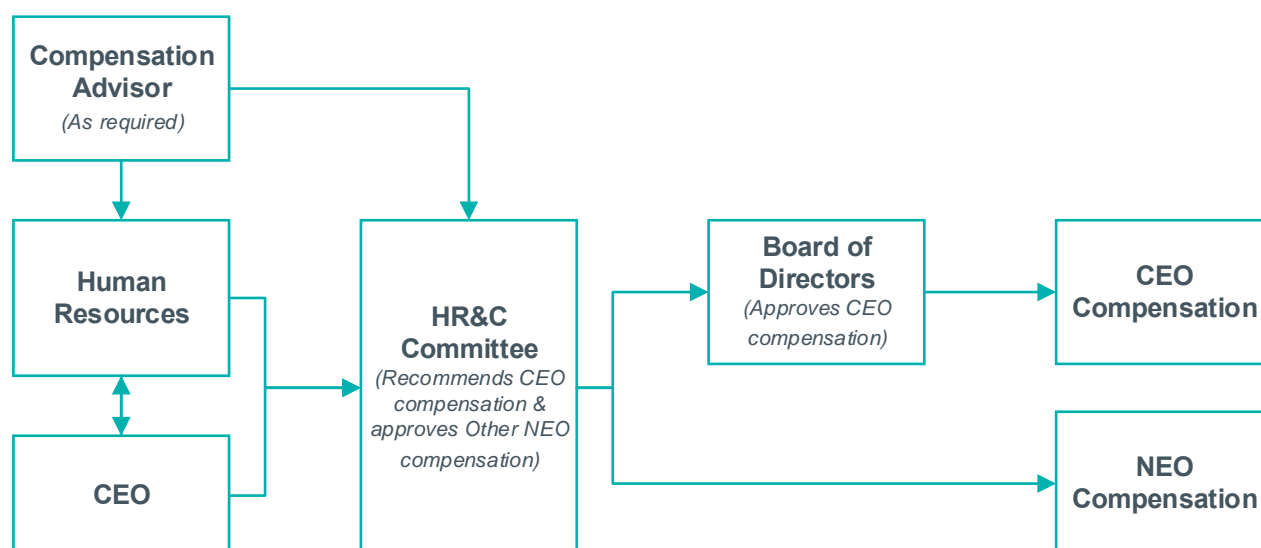 Compensation
Advisor
(As required)
Human
Resources
CEO
HR&C
Committee
(Recommends CEO
compensation &
approves Other NEO
compensation)
Board of
Directors
(Approves CEO
compensation)
CEO
Compensation
NEO
Compensation